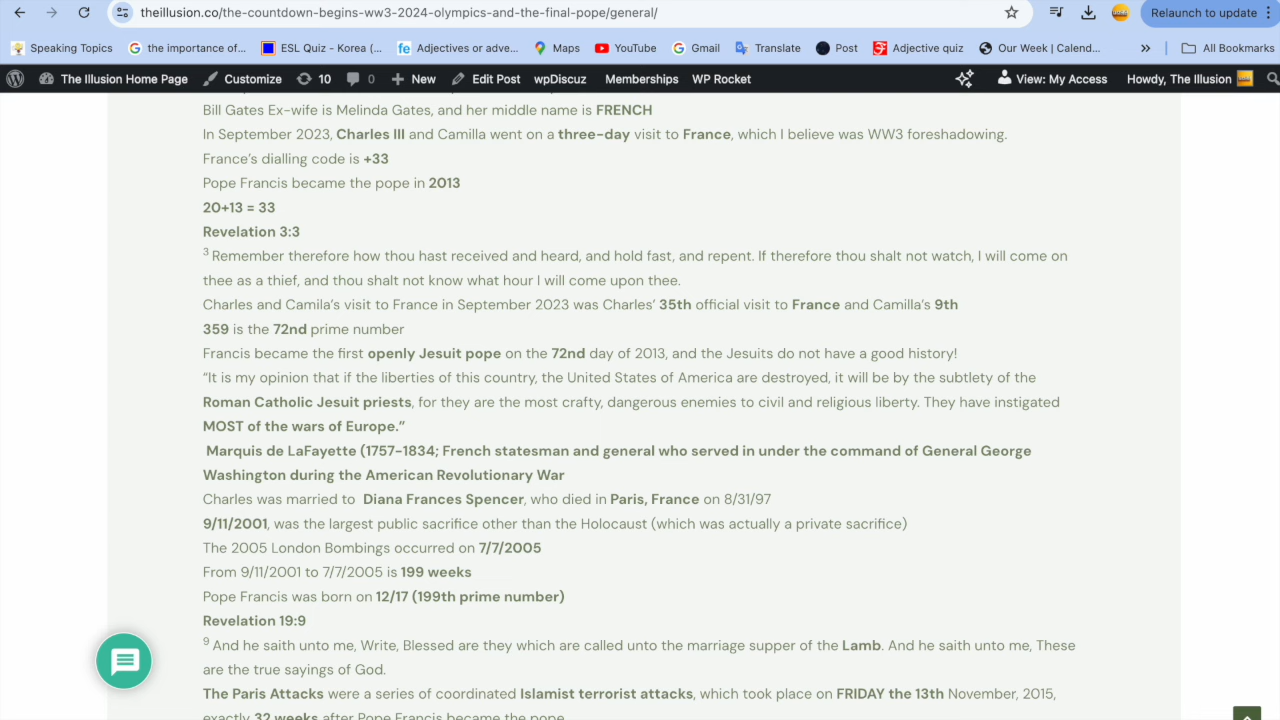 theillusion.co/the-countdown-begins-ww3-2024-olympics-and-the-final-pope/general/
Relaunch to update
Speaking Topics
the importance of...
ESL Quiz - Korea (...
Adjectives or adve...
Maps
YouTube
Gmail
Translate
Post
Adjective quiz
Our Week | Calend...
»
All Bookmarks
The Illusion Home Page
Customize
10
0
New
Edit Post
wpDiscuz
Memberships
WP Rocket
View: My Access
Howdy, The Illusion
Bill Gates Ex-wife is Melinda Gates, and her middle name is FRENCH
In September 2023, Charles III and Camilla went on a three-day visit to France, which I believe was WW3 foreshadowing.
France's dialling code is +33
Pope Francis became the pope in 2013
20+13 = 33
Revelation 3:3
3 Remember therefore how thou hast received and heard, and hold fast, and repent. If therefore thou shalt not watch, I will come on
thee as a thief, and thou shalt not know what hour I will come upon thee.
Charles and Camila's visit to France in September 2023 was Charles' 35th official visit to France and Camilla's 9th
359 is the 72nd prime number
Francis became the first openly Jesuit pope on the 72nd day of 2013, and the Jesuits do not have a good history!
"It is my opinion that if the liberties of this country, the United States of America are destroyed, it will be by the subtlety of the
Roman Catholic Jesuit priests, for they are the most crafty, dangerous enemies to civil and religious liberty. They have instigated
MOST of the wars of Europe."
Marquis de LaFayette (1757-1834; French statesman and general who served in under the command of General George
Washington during the American Revolutionary War
Charles was married to Diana Frances Spencer, who died in Paris, France on 8/31/97
9/11/2001, was the largest public sacrifice other than the Holocaust (which was actually a private sacrifice)
The 2005 London Bombings occurred on 7/7/2005
From 9/11/2001 to 7/7/2005 is 199 weeks
Pope Francis was born on 12/17 (199th prime number)
Revelation 19:9
9 And he saith unto me, Write, Blessed are they which are called unto the marriage supper of the Lamb. And he saith unto me, These
are the true sayings of God.
The Paris Attacks were a series of coordinated Islamist terrorist attacks, which took place on FRIDAY the 13th November, 2015,
exactly 32 weeks after Pope Francis became the pope